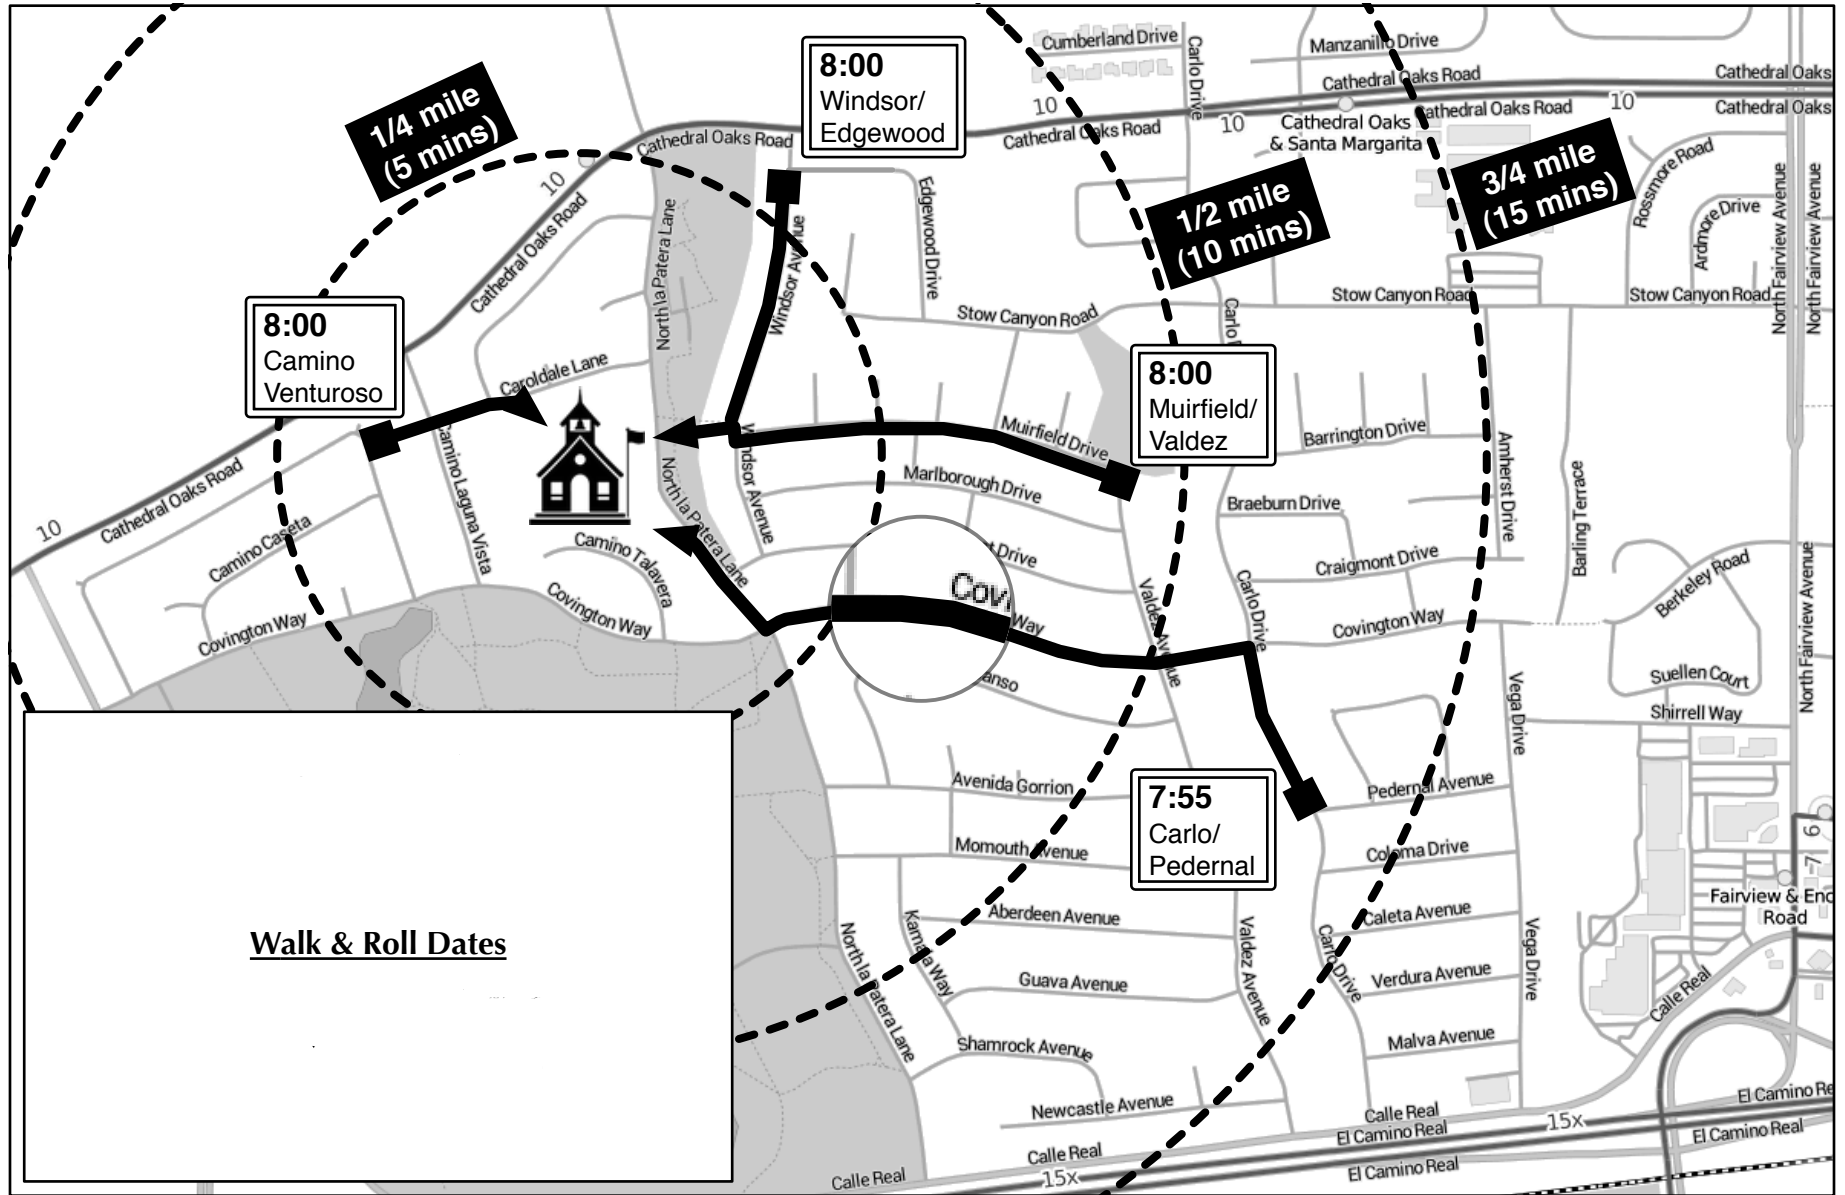 Cumberland Drive
Carlo Drive
Manzanillo Drive
Cathedral Oaks Road
Cathedral Oaks
Cathedral Oaks Road
Cathedral Oaks
10
10
10
Cathedral Oaks
& Santa Margarita
Cathedral Oaks Road
Cathedral Oaks Road
8:00
Windsor/
Edgewood
1/4 mile
(5 mins)
1/2 mile
(10 mins)
3/4 mile
(15 mins)
10
Cathedral Oaks Road
North la Patera Lane
Windsor Avenue
Edgewood Drive
Rossmore Road
Ardmore Drive
North Fairview Avenue
North Fairview Avenue
Stow Canyon Road
Stow Canyon Road
Stow Canyon Road
8:00
Camino
Venturoso
Caroldale Lane
8:00
Muirfield/
Valdez
Muirfield Drive
Barrington Drive
Amherst Drive
Barling Terrace
Camino Laguna Vista
North la Patera Lane
Marlborough Drive
Braeburn Drive
Cathedral Oaks Road
10
Camino Caseta
Camino Talavera
Craigmont Drive
Berkeley Road
Covington Way
Covington Way
Way
Valdez Avenue
Carlo Drive
Covington Way
North Fairview Avenue
Suellen Court
Shirrell Way
Vega Drive
Avenida Gorrion
Pedernal Avenue
7:55
Carlo/
Pedernal
Momouth Avenue
Coloma Drive
6
7
Fairview & Enc
Road
Aberdeen Avenue
Caleta Avenue
Walk & Roll Dates
North la Patera Lane
Kamala Way
Guava Avenue
Valdez Avenue
Carlo Drive
Verdura Avenue
Vega Drive
Calle Real
Shamrock Avenue
Malva Avenue
Newcastle Avenue
Calle Real
El Camino Real
15x
El Camino Re
El Camino Real
Calle Real
El Camino Real
Calle Real
15x